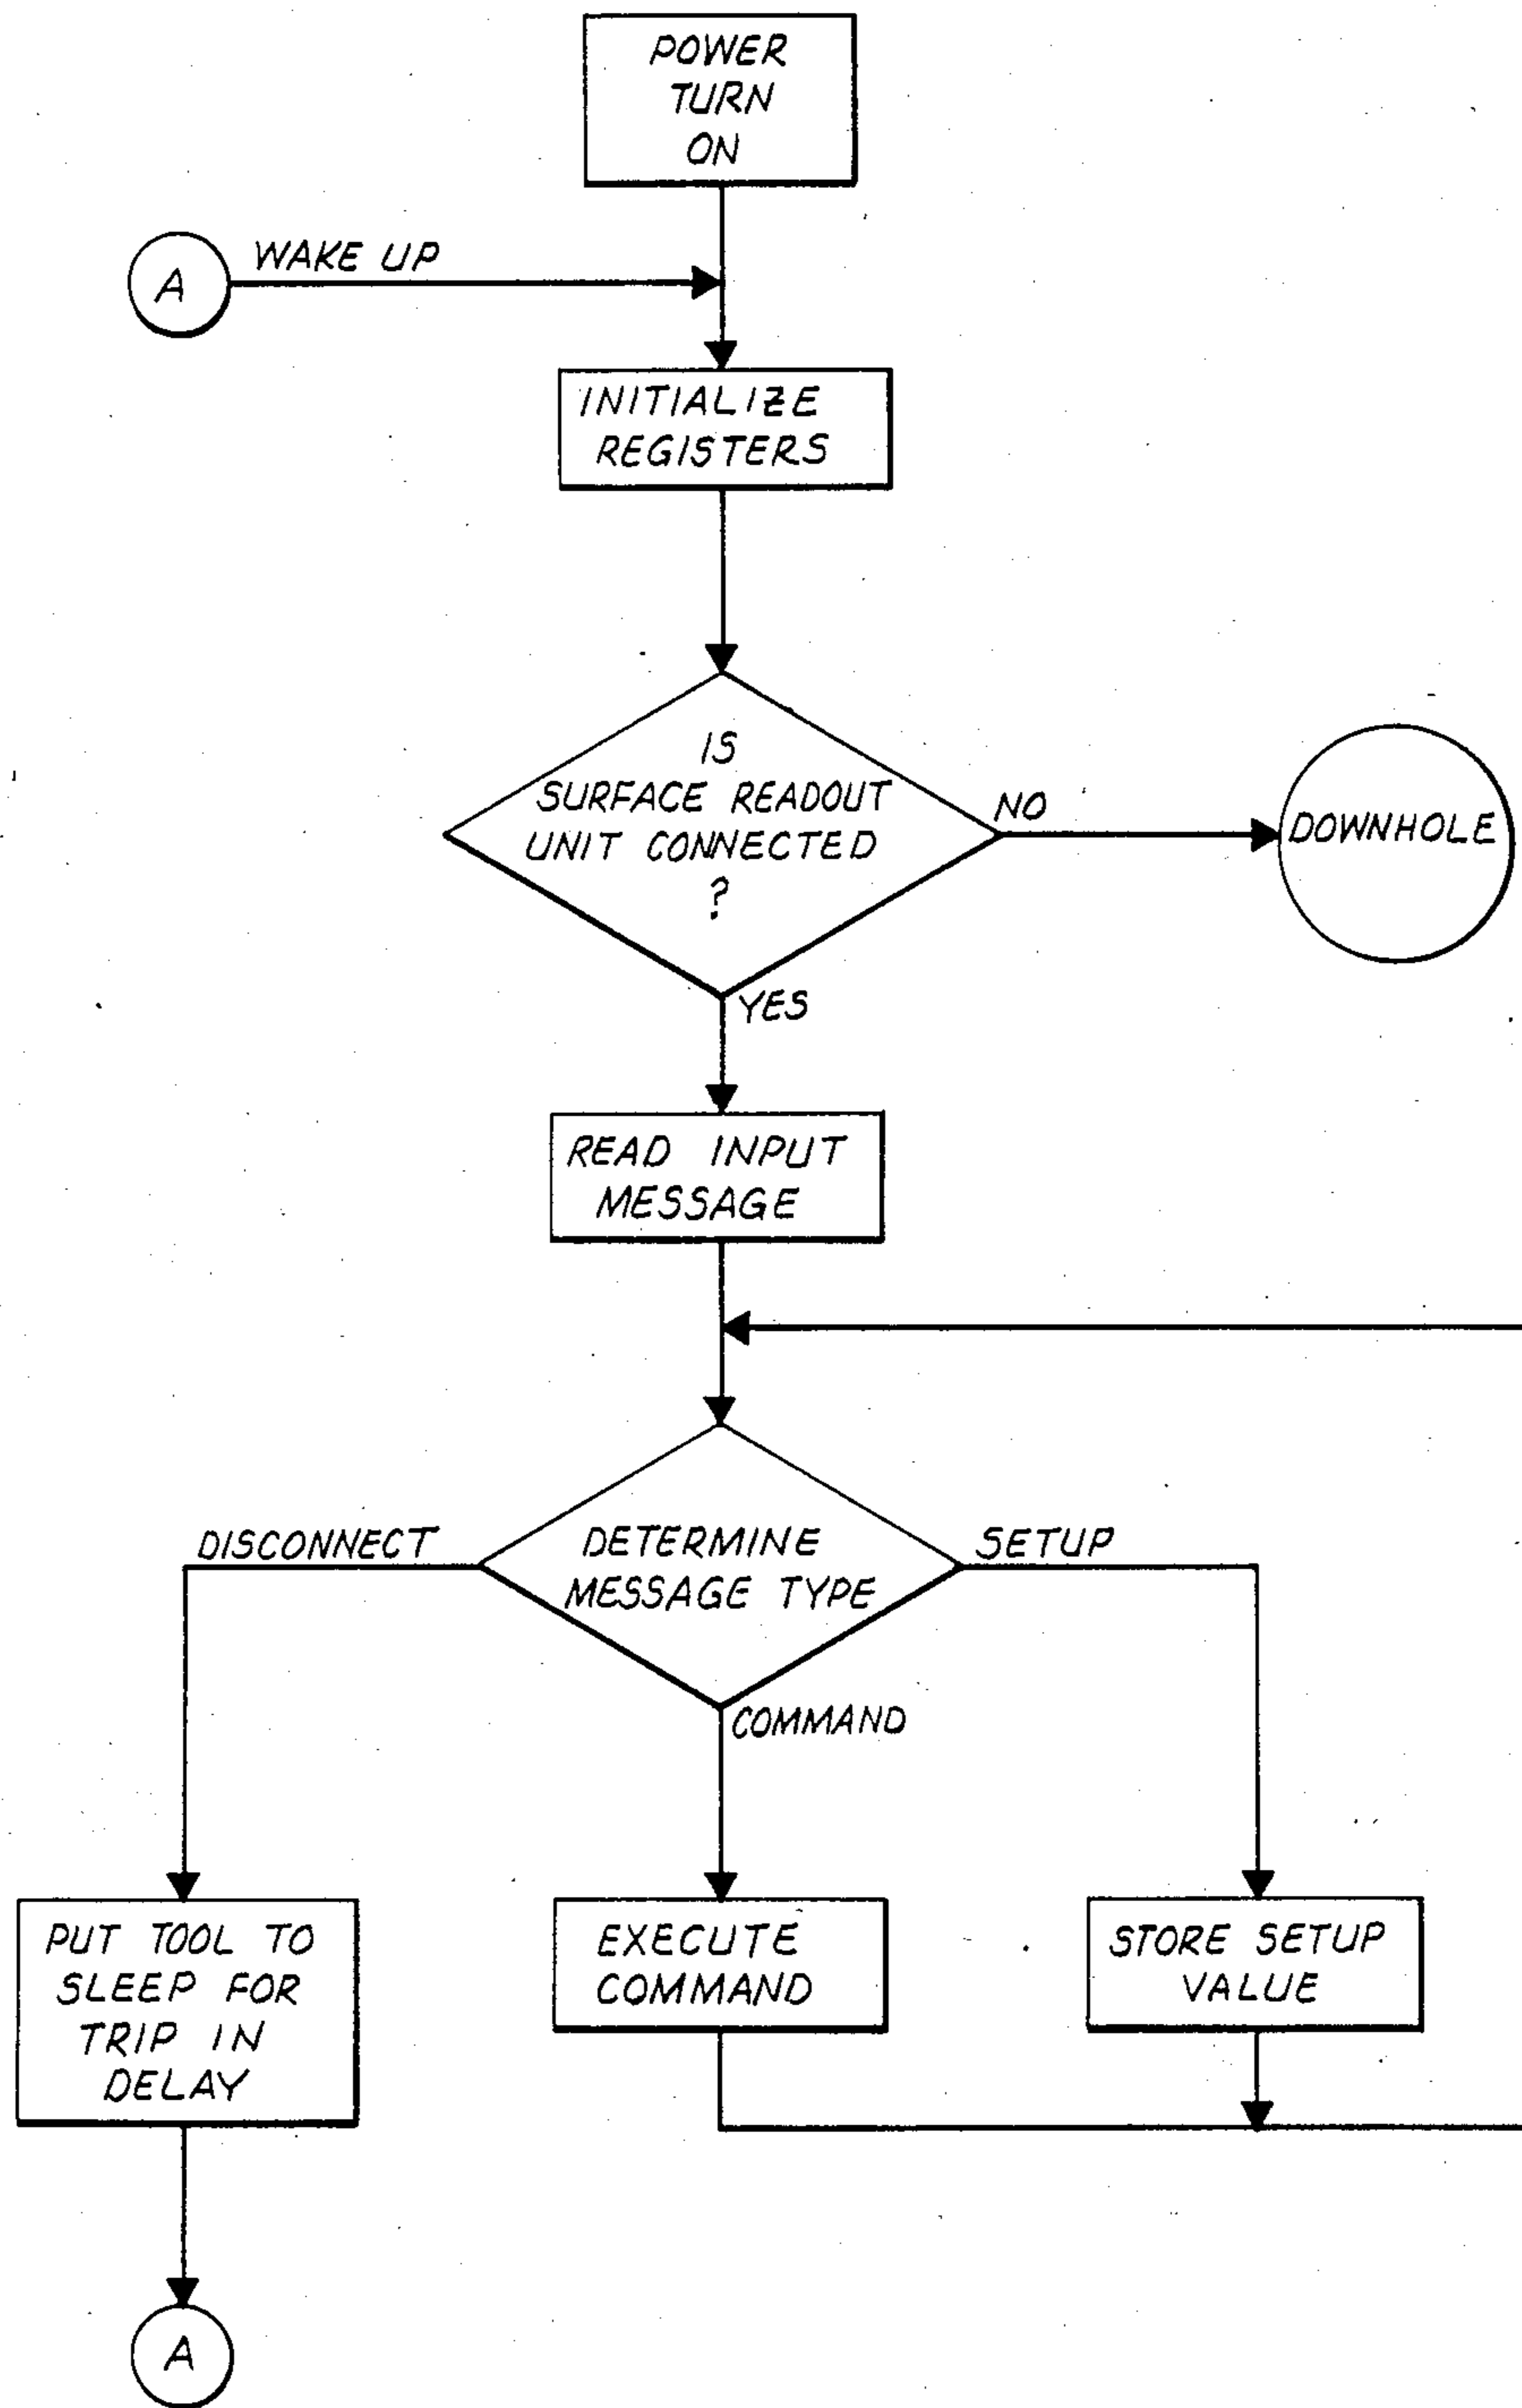 POWER
TURN
ON
A
WAKE UP
INITIALIZE
REGISTERS
IS
SURFACE READOUT
UNIT CONNECTED
?
NO
DOWNHOLE
YES
READ INPUT
MESSAGE
DISCONNECT
DETERMINE
MESSAGE TYPE
SETUP
COMMAND
PUT TOOL TO
SLEEP FOR
TRIP IN
DELAY
EXECUTE
COMMAND
STORE SETUP
VALUE
A